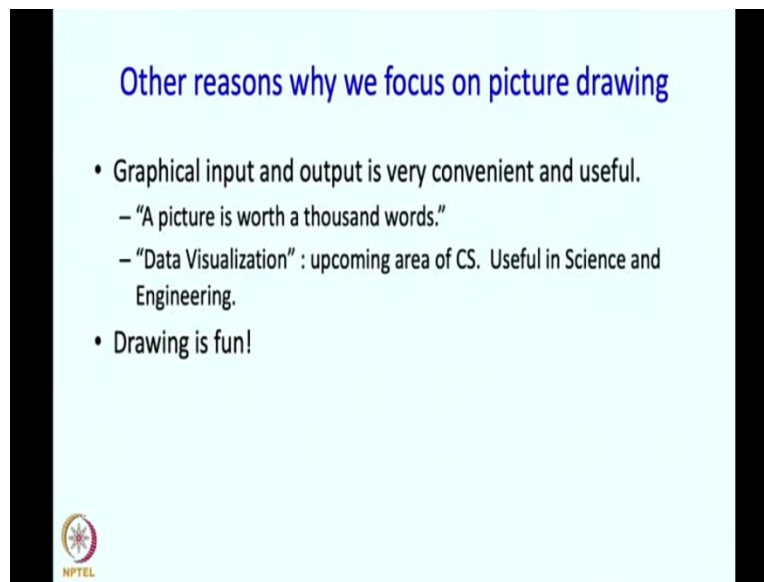 Other reasons why we focus on picture drawing
• Graphical input and output is very convenient and useful.
– “A picture is worth a thousand words.”
– “Data Visualization” : upcoming area of CS. Useful in Science and
Engineering.
• Drawing is fun!
NPTEL